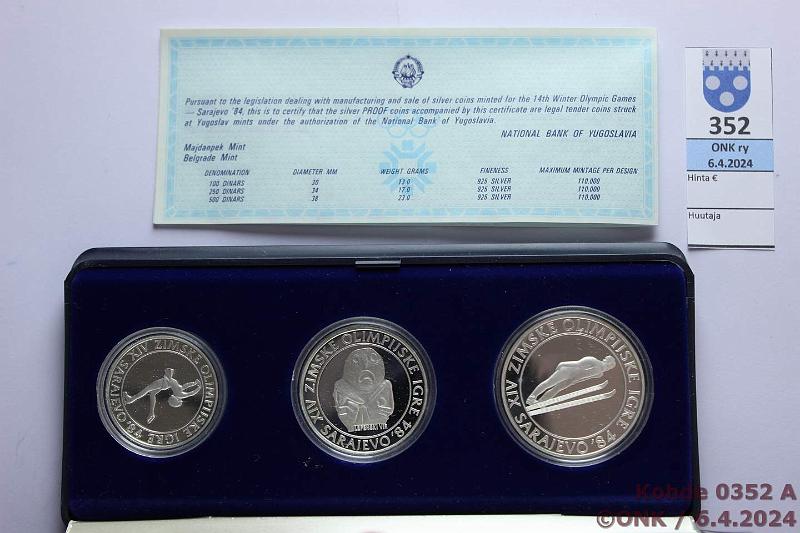 Pursuant to the legislation dealing with manufacturing and sale of silver coins minted for the 14th Winter Olympic Games
— Sarajevo '84, this is to certify that the silver PROOF coins accompanied by this certificate are legal tender coins struck
at Yugoslav mints under the authorization of the National Bank of Yugoslavia.
NATIONAL BANK OF YUGOSLAVIA
Majdanpek Mint
Belgrade Mint
DENOMINATION DIAMETER MM WEIGHT GRAMS FINENESS MAXIMUM MINTAGE PER DESIGN
100 DINARS 30 13.0 925 SILVER 110,000
250 DINARS 34 17.0 925 SILVER 110,000
500 DINARS 38 23.0 925 SILVER 110,000
352
ONK ry
6.4.2024
Hinta €
Huutaja
XIV ZIMSKE OLIMPIJSKE IGRE '84
SARAJEVO
XIV ZIMSKE OLIMPIJSKE IGRE
SARAJEVO '84
XIV ZIMSKE OLIMPIJSKE IGRE
SARAJEVO '84
Kohde 0352 A
©ONK / 6.4.2024